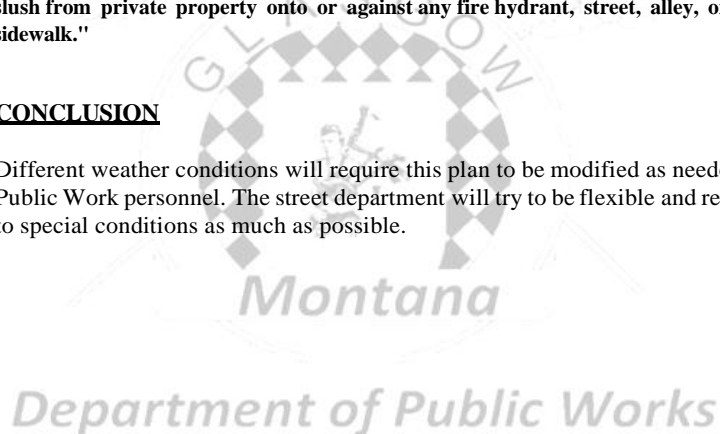 slush from private property onto or against any fire hydrant, street, alley, or
sidewalk."
GLASGOW
CONCLUSION
Different weather conditions will require this plan to be modified as neede
Public Work personnel. The street department will try to be flexible and re
to special conditions as much as possible.
Montana
Department of Public Works